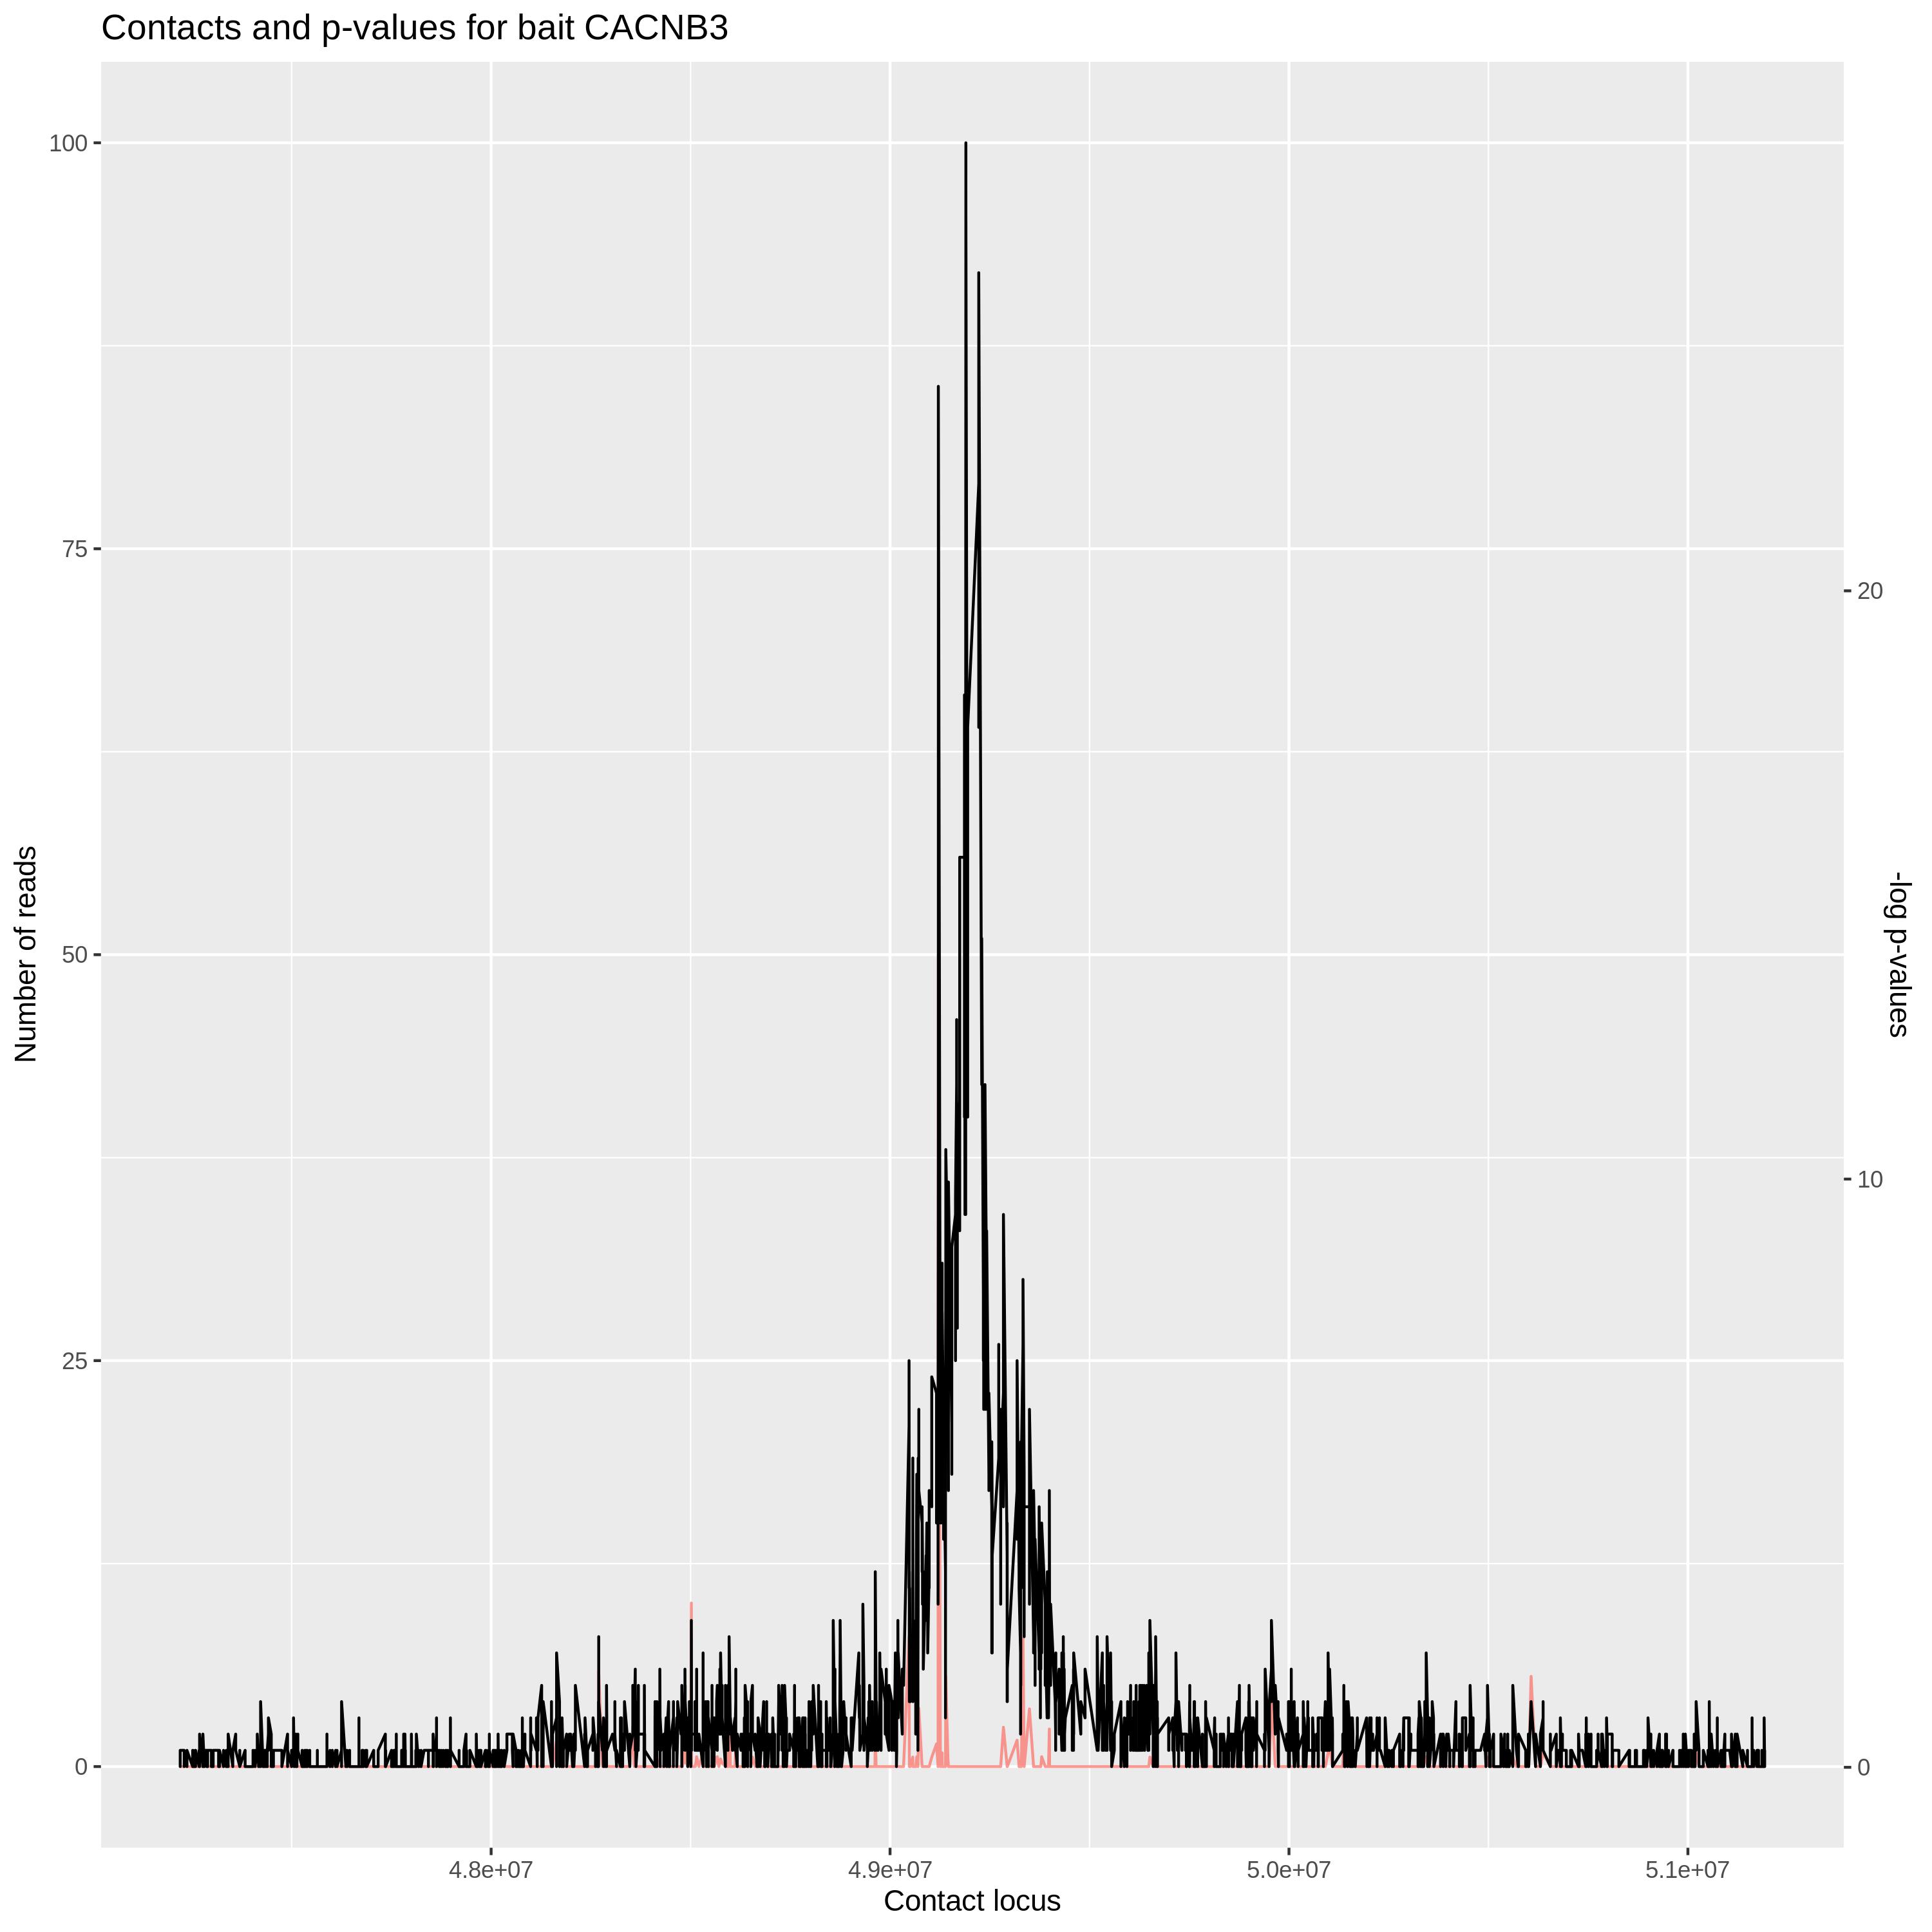 Contacts and p-values for bait CACNB3
100
75
50
25
0
Number of reads
20
10
0
-log p-values
4.8e+07
4.9e+07
5.0e+07
5.1e+07
Contact locus